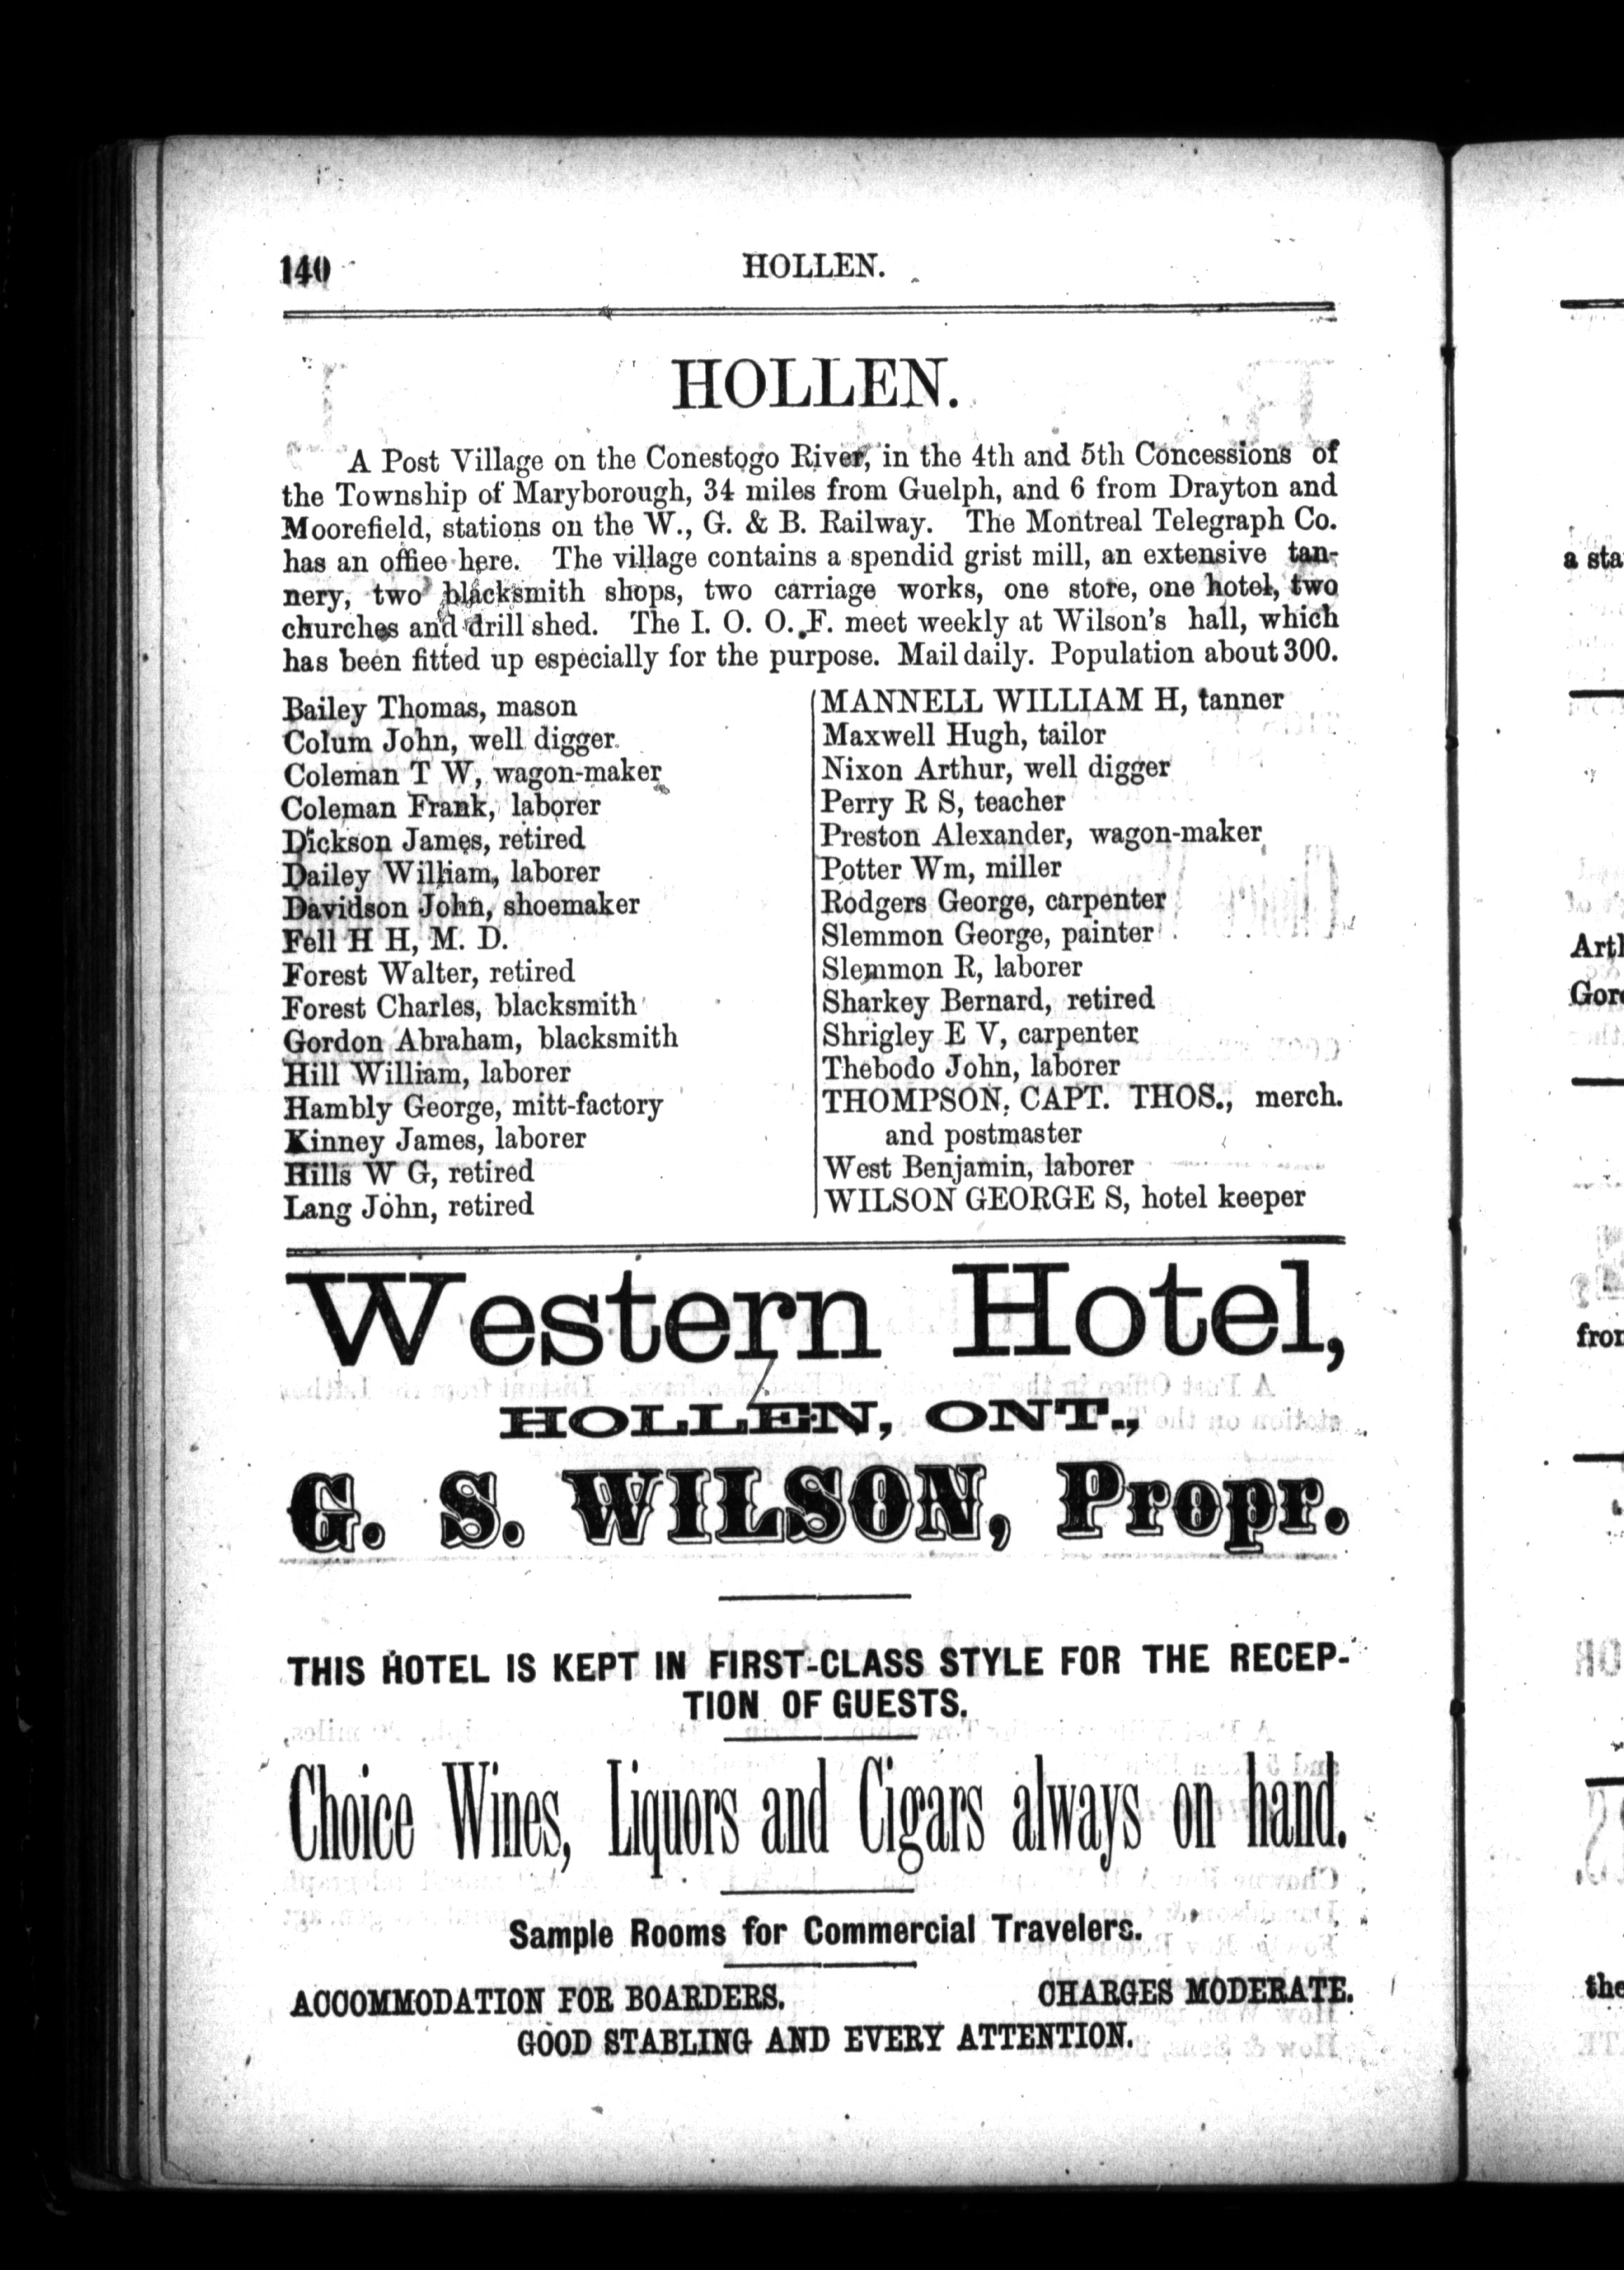 140
HOLLEN.
HOLLEN.
A Post Village on the Conestogo River, in the 4th and 5th Concessions of
the Township of Maryborough, 34 miles from Guelph, and 6 from Drayton and
Moorefield, stations on the W., G. & B. Railway. The Montreal Telegraph Co.
has an offiee here. The village contains a spendid grist mill, an extensive tan-
nery, two blacksmith shops, two carriage works, one store, one hotel, two
churches and drill shed. The I. O. O. F. meet weekly at Wilson's hall, which
has been fitted up especially for the purpose. Mail daily. Population about 300.
Bailey Thomas, mason
Colum John, well digger
Coleman T W, wagon-maker
Coleman Frank, laborer
Dickson James, retired
Dailey William, laborer
Davidson John, shoemaker
Fell H H, M. D.
Forest Walter, retired
Forest Charles, blacksmith
Gordon Abraham, blacksmith
Hill William, laborer
Hambly George, mitt-factory
Kinney James, laborer
Hills W G, retired
Lang John, retired
MANNELL WILLIAM H, tanner
Maxwell Hugh, tailor
Nixon Arthur, well digger
Perry R S, teacher
Preston Alexander, wagon-maker
Potter Wm, miller
Rodgers George, carpenter
Slemmon George, painter
Slemmon R, laborer
Sharkey Bernard, retired
Shrigley E V, carpenter
Thebodo John, laborer
THOMPSON, CAPT. THOS., merch.
and postmaster
West Benjamin, laborer
WILSON GEORGE S, hotel keeper
Western Hotel,
HOLLEN, ONT.,
G. S. WILSON, Propr.
THIS HOTEL IS KEPT IN FIRST-CLASS STYLE FOR THE RECEP-
TION OF GUESTS.
Choice Wines, Liquors and Cigars always on hand.
Sample Rooms for Commercial Travelers.
ACCOMMODATION FOR BOARDERS. CHARGES MODERATE.
GOOD STABLING AND EVERY ATTENTION.
a sta
Gor
the